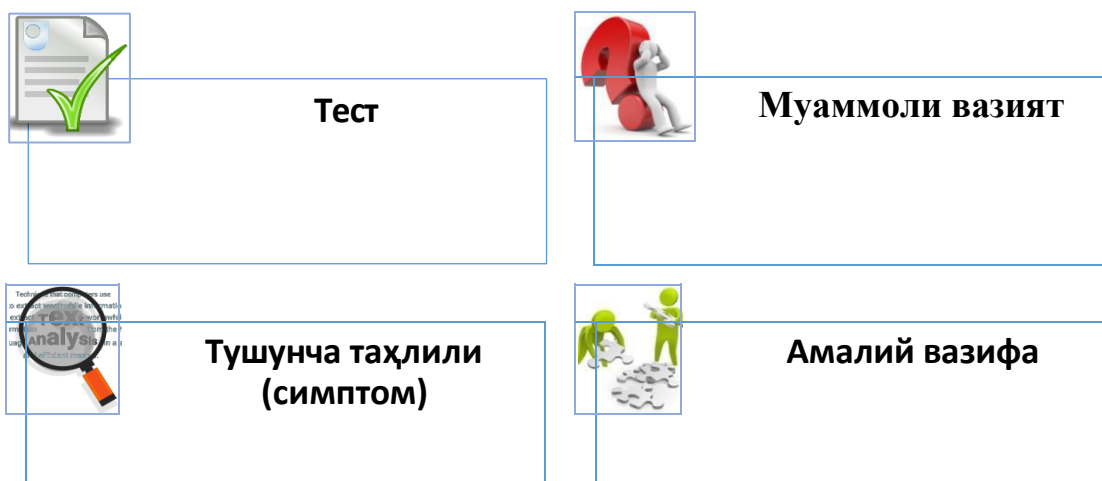 Тест
Муаммоли вазият
Тушунча таҳлили
(симптом)
Амалий вазифа